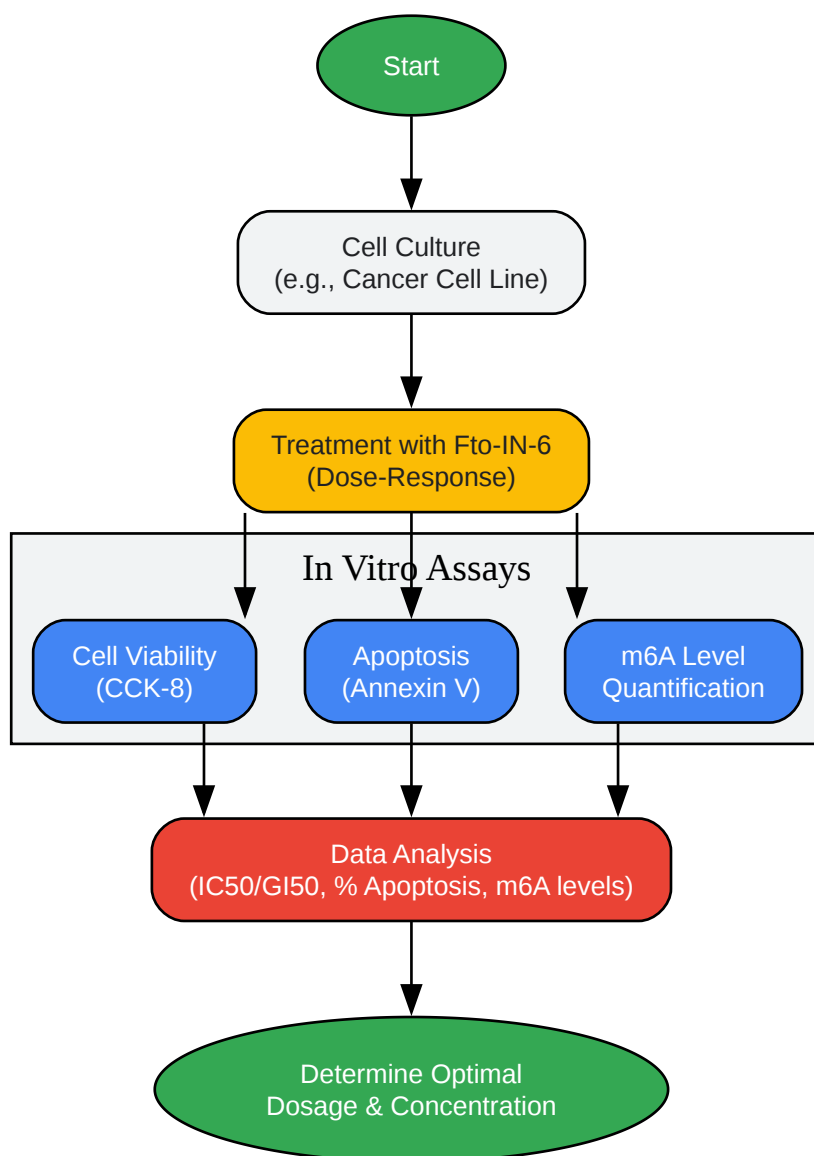 Start
Cell Culture
(e.g., Cancer Cell Line)
Treatment with Fto-IN-6
(Dose-Response)
In Vitro Assays
Cell Viability
(CCK-8)
Apoptosis
(Annexin V)
m6A Level
Quantification
Data Analysis
(IC50/GI50, % Apoptosis, m6A levels)
Determine Optimal
Dosage & Concentration